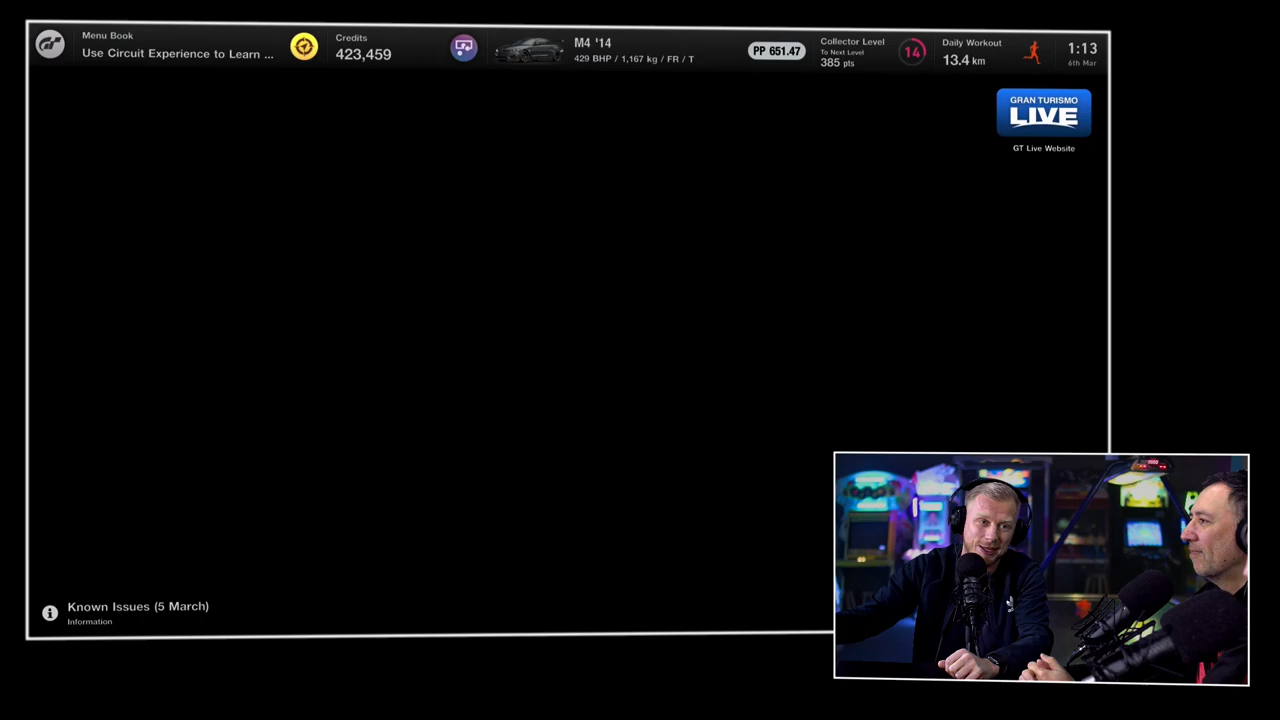 Menu Book
Use Circuit Experience to Learn ...
Credits
423,459
M4 '14
429 BHP / 1,167 kg / FR / T
PP 651.47
Collector Level
To Next Level
385 pts
14
Daily Workout
13.4 km
1:13
6th Mar
GRAN TURISMO
LIVE
GT Live Website
Known Issues (5 March)
Information